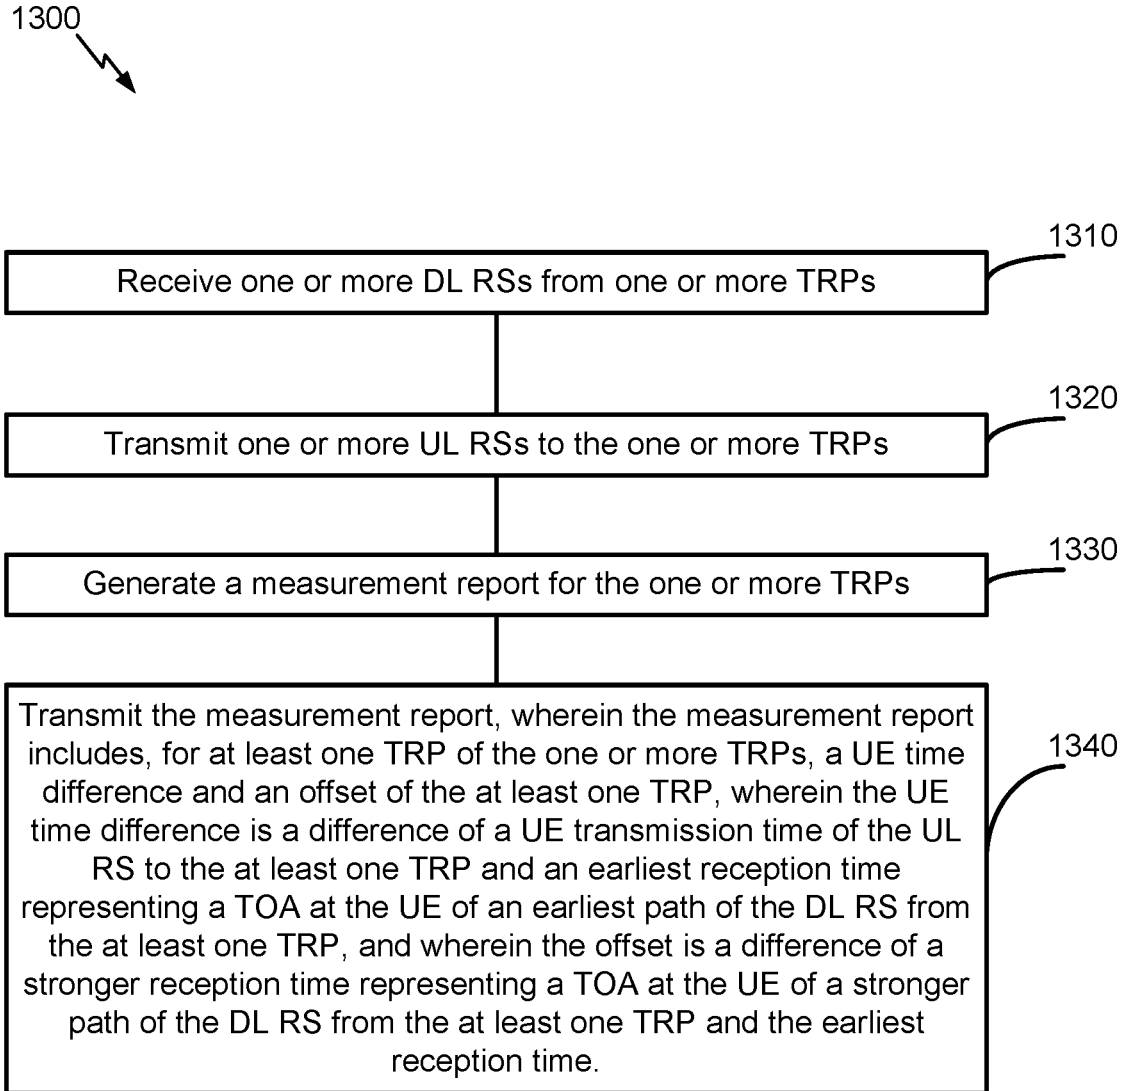 1300
1310
Receive one or more DL RSs from one or more TRPs
1320
Transmit one or more UL RSs to the one or more TRPs
1330
Generate a measurement report for the one or more TRPs
1340
Transmit the measurement report, wherein the measurement report
includes, for at least one TRP of the one or more TRPs, a UE time
difference and an offset of the at least one TRP, wherein the UE
time difference is a difference of a UE transmission time of the UL
RS to the at least one TRP and an earliest reception time
representing a TOA at the UE of an earliest path of the DL RS from
the at least one TRP, and wherein the offset is a difference of a
stronger reception time representing a TOA at the UE of a stronger
path of the DL RS from the at least one TRP and the earliest
reception time.